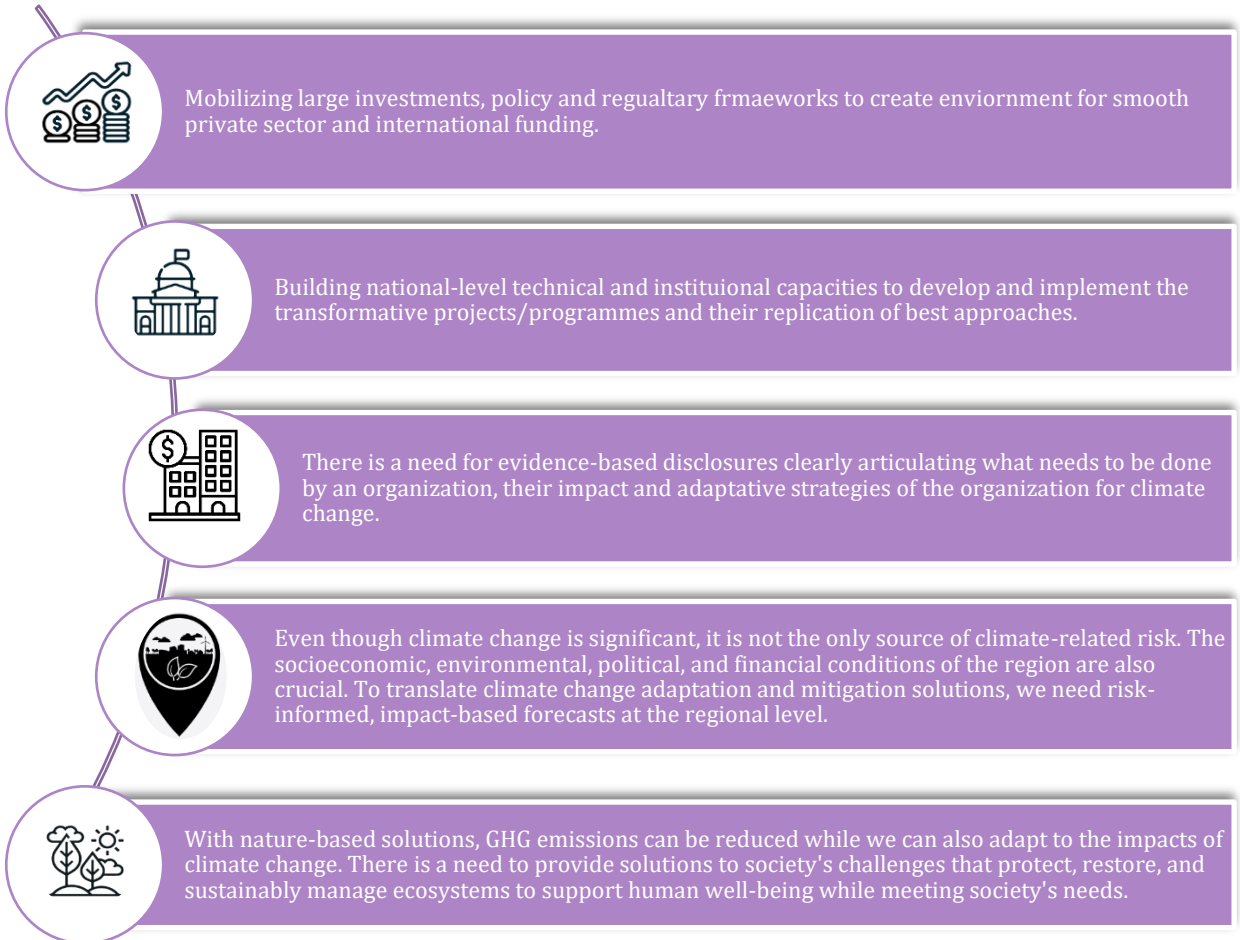 Mobilizing large investments, policy and regualtary frmaeworks to create enviornment for smooth
private sector and international funding.
Building national-level technical and instituional capacities to develop and implement the
transformative projects/programmes and their replication of best approaches.
There is a need for evidence-based disclosures clearly articulating what needs to be done
by an organization, their impact and adaptative strategies of the organization for climate
change.
Even though climate change is significant, it is not the only source of climate-related risk. The
socioeconomic, environmental, political, and financial conditions of the region are also
crucial. To translate climate change adaptation and mitigation solutions, we need risk-
informed, impact-based forecasts at the regional level.
With nature-based solutions, GHG emissions can be reduced while we can also adapt to the impacts of
climate change. There is a need to provide solutions to society's challenges that protect, restore, and
sustainably manage ecosystems to support human well-being while meeting society's needs.